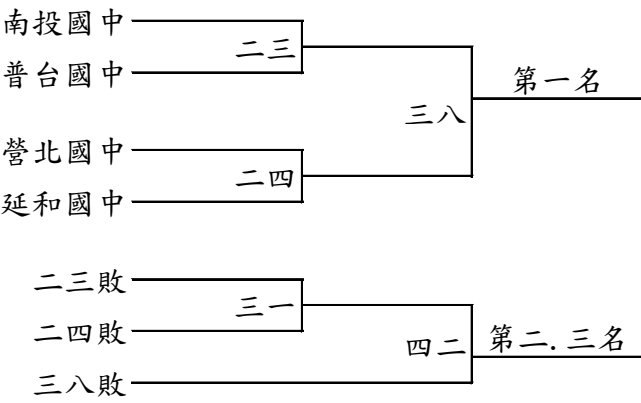 南投國中
二三
普台國中
第一名
三八
營北國中
二四
延和國中
二三敗
三一
二四敗
四二
第二.三名
三八敗